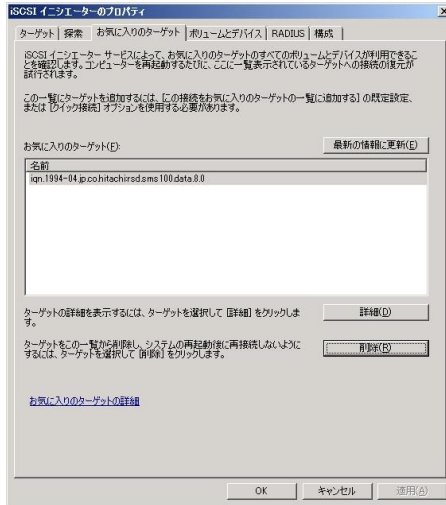 iSCSI イニシエーターのプロパティ
ターゲット 探索 お気に入りのターゲット ボリュームとデバイス RADIUS 構成
iSCSI イニシエーター サービスによって、お気に入りのターゲットのすべてのボリュームとデバイスが利用できるこ
とを確認します。コンピューターを再起動するたびに、ここに一覧表示されているターゲットへの接続の復元が
試行されます。
この一覧にターゲットを追加するには、[この接続をお気に入りのターゲットの一覧に追加する] の既定設定、
または [クイック接続] オプションを使用する必要があります。
お気に入りのターゲット(F):
最新の情報に更新(E)
名前
iqn.1994-04.jp.co.hitachi:rsd.sms100.data.8.0
ターゲットの詳細を表示するには、ターゲットを選択して [詳細] をクリックしま
す。
詳細(D)
ターゲットをこの一覧から削除し、システムの再起動後に再接続しないように
するには、ターゲットを選択して [削除] をクリックします。
削除(R)
お気に入りのターゲットの詳細
OK キャンセル 適用(A)